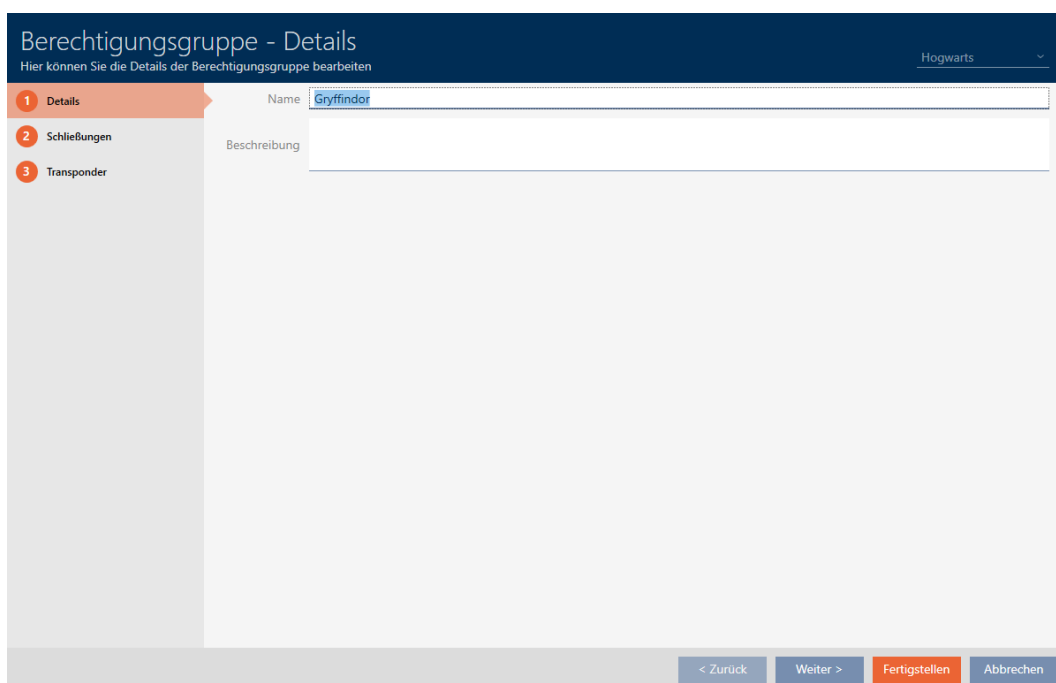 Berechtigungsgruppe - Details
Hier können Sie die Details der Berechtigungsgruppe bearbeiten
Hogwarts
1 Details
Name Gryffindor
2 Schließungen
Beschreibung
3 Transponder
< Zurück Weiter > Fertigstellen Abbrechen